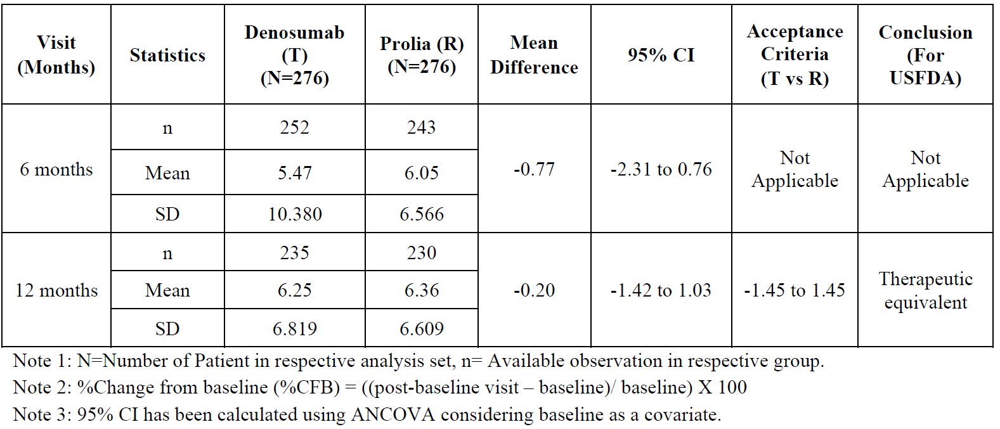 Visit (Months) Statistics Denosumab (T) (N=276) Prolia (R) (N=276) Mean Difference 95% CI Acceptance Criteria (T vs R) Conclusion (For USFDA)
6 months n 252 243 -0.77 -2.31 to 0.76 Not Applicable Not Applicable
Mean 5.47 6.05
SD 10.380 6.566
12 months n 235 230 -0.20 -1.42 to 1.03 -1.45 to 1.45 Therapeutic equivalent
Mean 6.25 6.36
SD 6.819 6.609
Note 1: N=Number of Patient in respective analysis set, n= Available observation in respective group.
Note 2: %Change from baseline (%CFB) = ((post-baseline visit – baseline)/ baseline) X 100
Note 3: 95% CI has been calculated using ANCOVA considering baseline as a covariate.